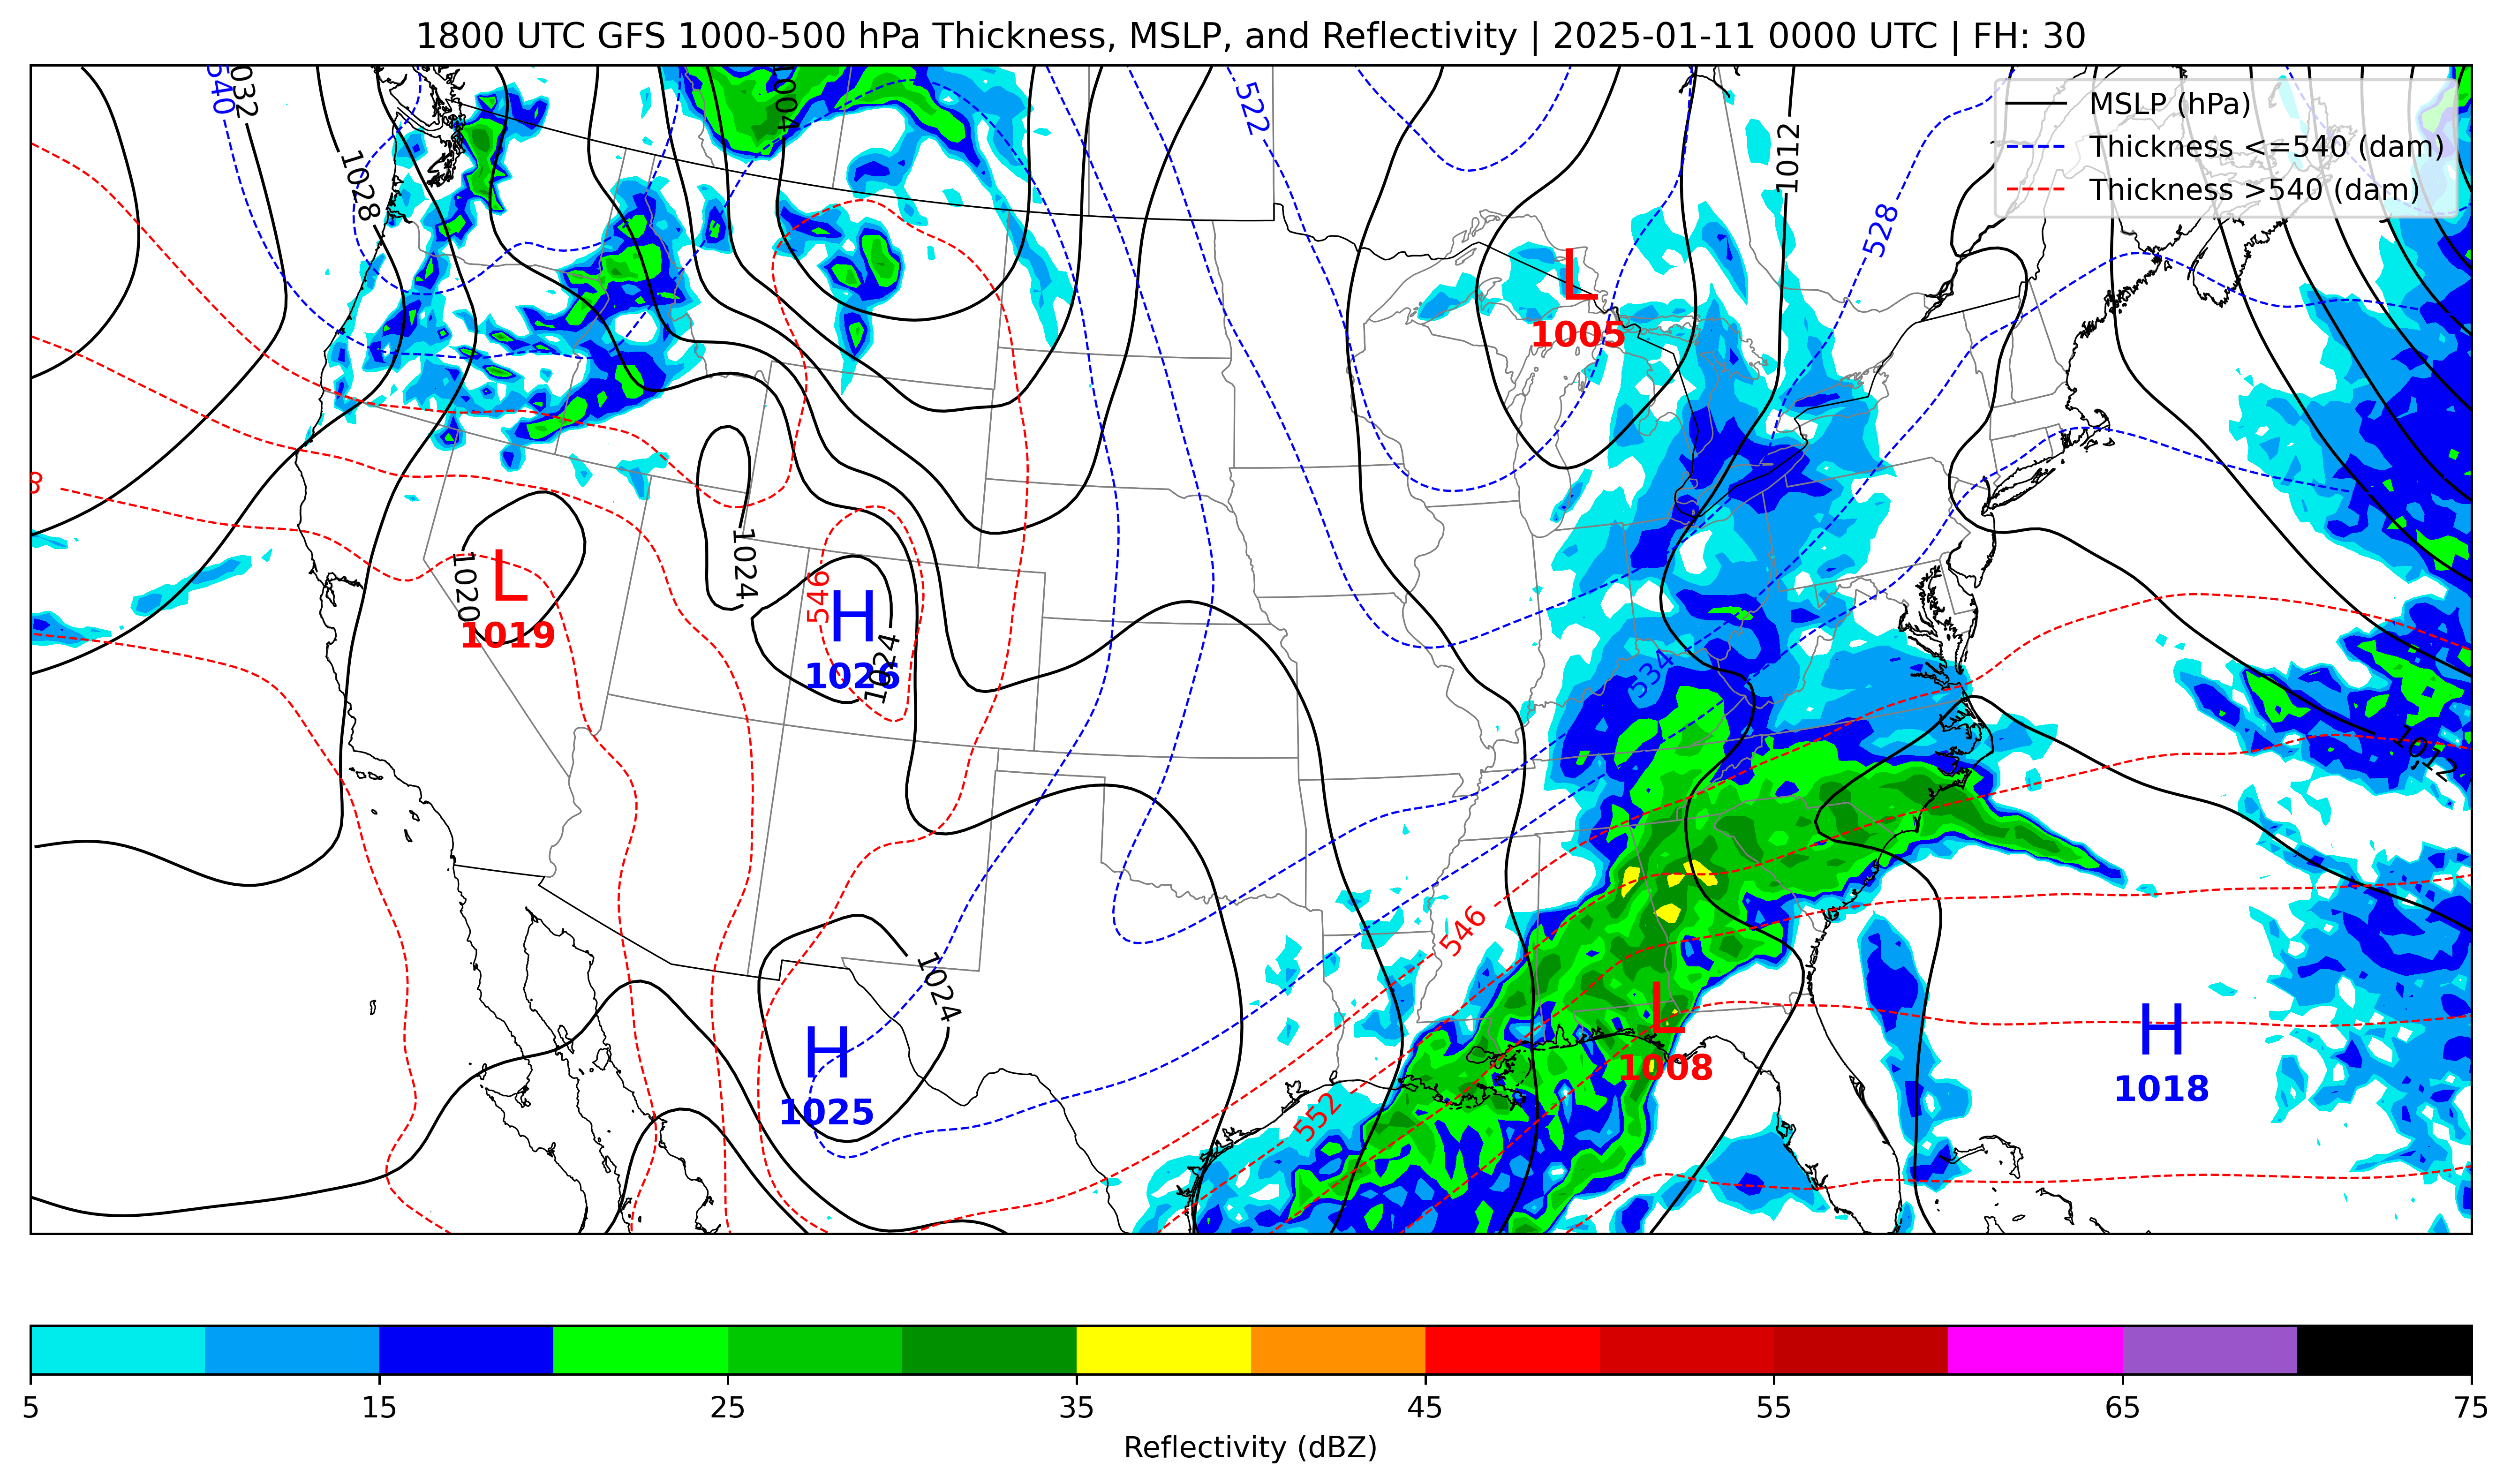 1800 UTC GFS 1000-500 hPa Thickness, MSLP, and Reflectivity | 2025-01-11 0000 UTC | FH: 30
MSLP (hPa)
Thickness <=540 (dam)
Thickness >540 (dam)
540
1032
1004
522
1012
1028
528
L
1005
8
1024
L
1020
1019
546
H
1024
1026
534
1012
546
1024
L
1008
H
1025
H
1018
552
5 15 25 35 45 55 65 75
Reflectivity (dBZ)